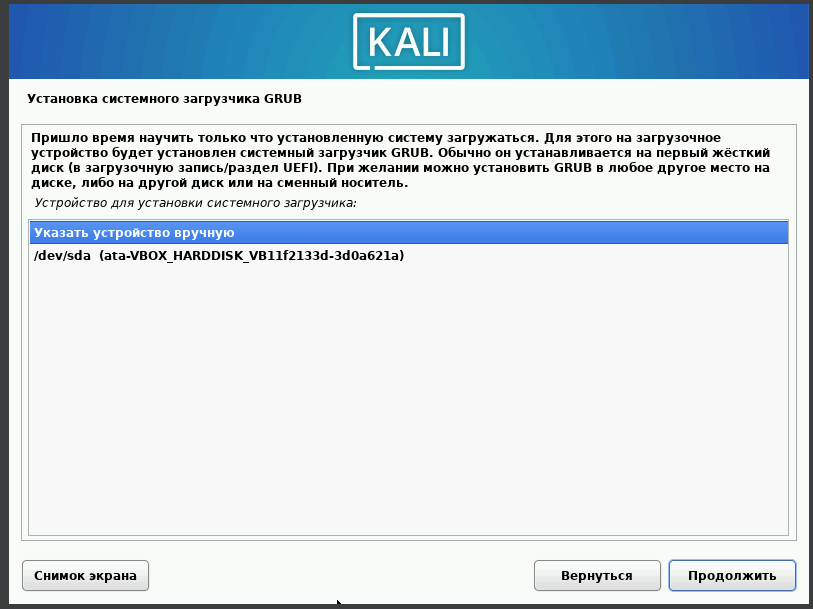 KALI
Установка системного загрузчика GRUB
Пришло время научить только что установленную систему загружаться. Для этого на загрузочное
устройство будет установлен системный загрузчик GRUB. Обычно он устанавливается на первый жёсткий
диск (в загрузочную запись/раздел UEFI). При желании можно установить GRUB в любое другое место на
диске, либо на другой диск или на сменный носитель.
Устройство для установки системного загрузчика:
Указать устройство вручную
/dev/sda (ata-VBOX_HARDDISK_VB11f2133d-3d0a621a)
Снимок экрана
Вернуться
Продолжить